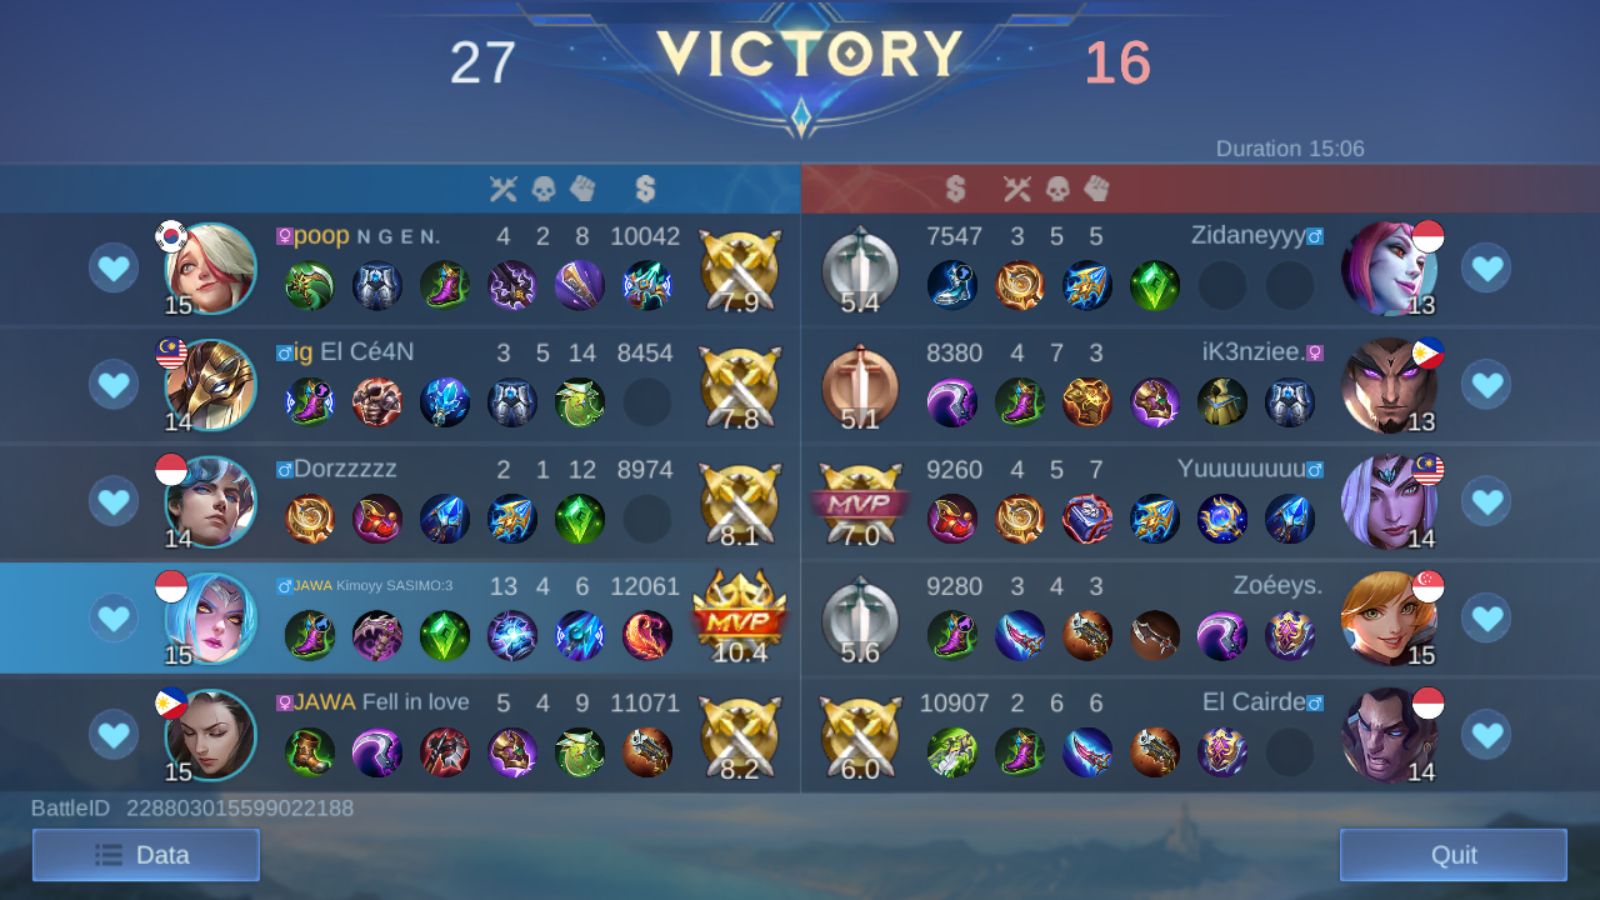 27 VICTORY 16
Duration 15:06
poop N G E N. 4 2 8 10042
15 7.9
7547 3 5 5 Zidaneyyy
5.4 13
ig El Cé4N 3 5 14 8454
14 7.8
8380 4 7 3 iK3nziee.
5.1 13
Dorzzzzz 2 1 12 8974
14 8.1
9260 4 5 7 Yuuuuuuuu
MVP
7.0 14
JAWA Kimoyy SASIMO:3 13 4 6 12061
MVP
15 10.4
9280 3 4 3 Zoéeys.
5.6 15
JAWA Fell in love 5 4 9 11071
15 8.2
10907 2 6 6 El Cairde
6.0 14
BattleID 228803015599022188
Data
Quit